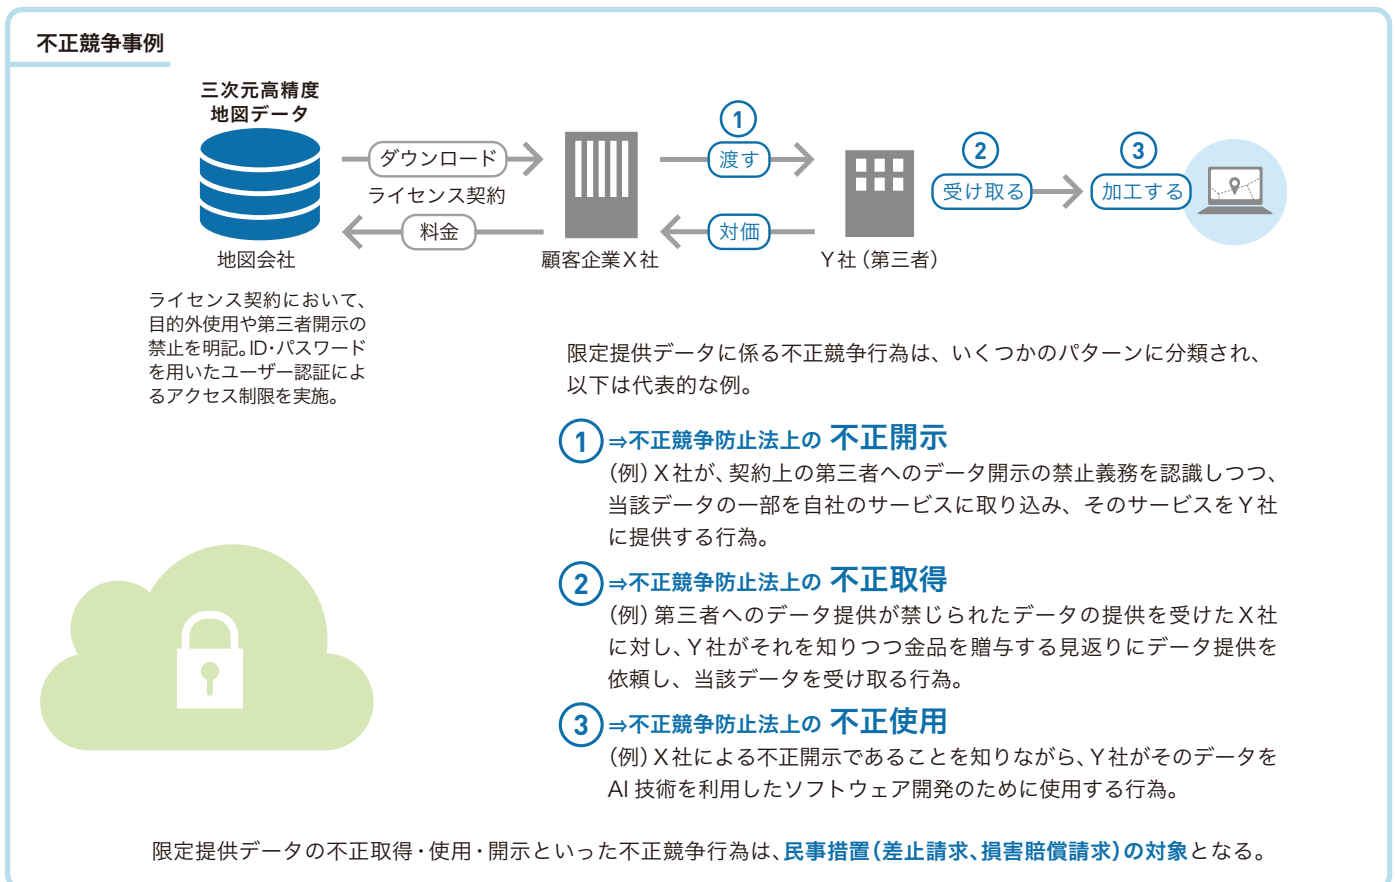 不正競争事例
三次元高精度
地図データ
ダウンロード
ライセンス契約
料金
地図会社
顧客企業X社
1
渡す
対価
Y社（第三者）
2
受け取る
3
加工する
ライセンス契約において、
目的外使用や第三者開示の
禁止を明記。ID・パスワード
を用いたユーザー認証によ
るアクセス制限を実施。
限定提供データに係る不正競争行為は、いくつかのパターンに分類され、
以下は代表的な例。
1 ⇒不正競争防止法上の 不正開示
（例）X社が、契約上の第三者へのデータ開示の禁止義務を認識しつつ、
当該データの一部を自社のサービスに取り込み、そのサービスをY社
に提供する行為。
2 ⇒不正競争防止法上の 不正取得
（例）第三者へのデータ提供が禁じられたデータの提供を受けたX社
に対し、Y社がそれを知りつつ金品を贈与する見返りにデータ提供を
依頼し、当該データを受け取る行為。
3 ⇒不正競争防止法上の 不正使用
（例）X社による不正開示であることを知りながら、Y社がそのデータを
AI 技術を利用したソフトウェア開発のために使用する行為。
限定提供データの不正取得・使用・開示といった不正競争行為は、民事措置（差止請求、損害賠償請求）の対象となる。